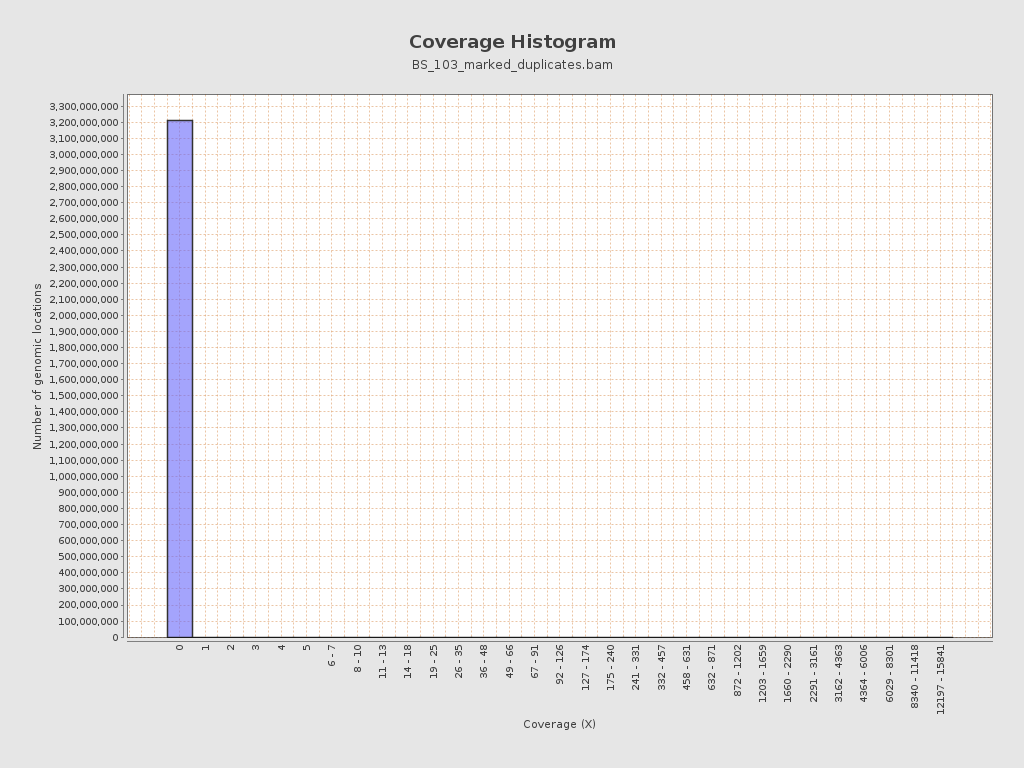 Coverage Histogram
BS_103_marked_duplicates.bam
Number of genomic locations
3,300,000,000
3,200,000,000
3,100,000,000
3,000,000,000
2,900,000,000
2,800,000,000
2,700,000,000
2,600,000,000
2,500,000,000
2,400,000,000
2,300,000,000
2,200,000,000
2,100,000,000
2,000,000,000
1,900,000,000
1,800,000,000
1,700,000,000
1,600,000,000
1,500,000,000
1,400,000,000
1,300,000,000
1,200,000,000
1,100,000,000
1,000,000,000
900,000,000
800,000,000
700,000,000
600,000,000
500,000,000
400,000,000
300,000,000
200,000,000
100,000,000
0
0
1
2
3
4
5
6 - 7
8 - 10
11 - 13
14 - 18
19 - 25
26 - 35
36 - 48
49 - 66
67 - 91
92 - 126
127 - 174
175 - 240
241 - 331
332 - 457
458 - 631
632 - 871
872 - 1202
1203 - 1659
1660 - 2290
2291 - 3161
3162 - 4363
4364 - 6006
6029 - 8301
8340 - 11418
12197 - 15841
Coverage (X)